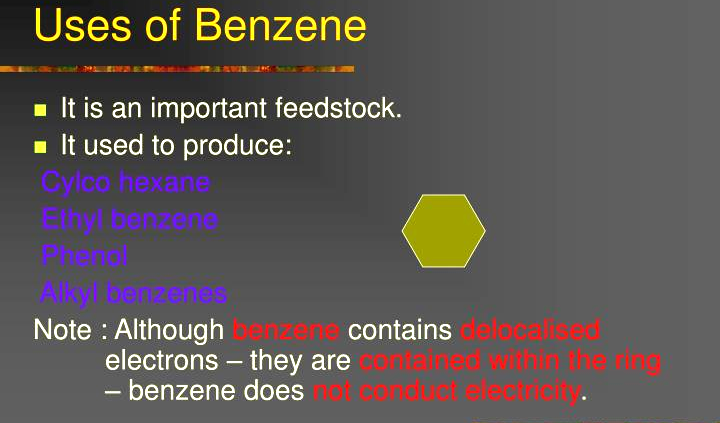 Uses of Benzene
It is an important feedstock.
It used to produce:
Cylco hexane
Ethyl benzene
Phenol
Alkyl benzenes
Note : Although benzene contains delocalised
electrons – they are contained within the ring
– benzene does not conduct electricity.